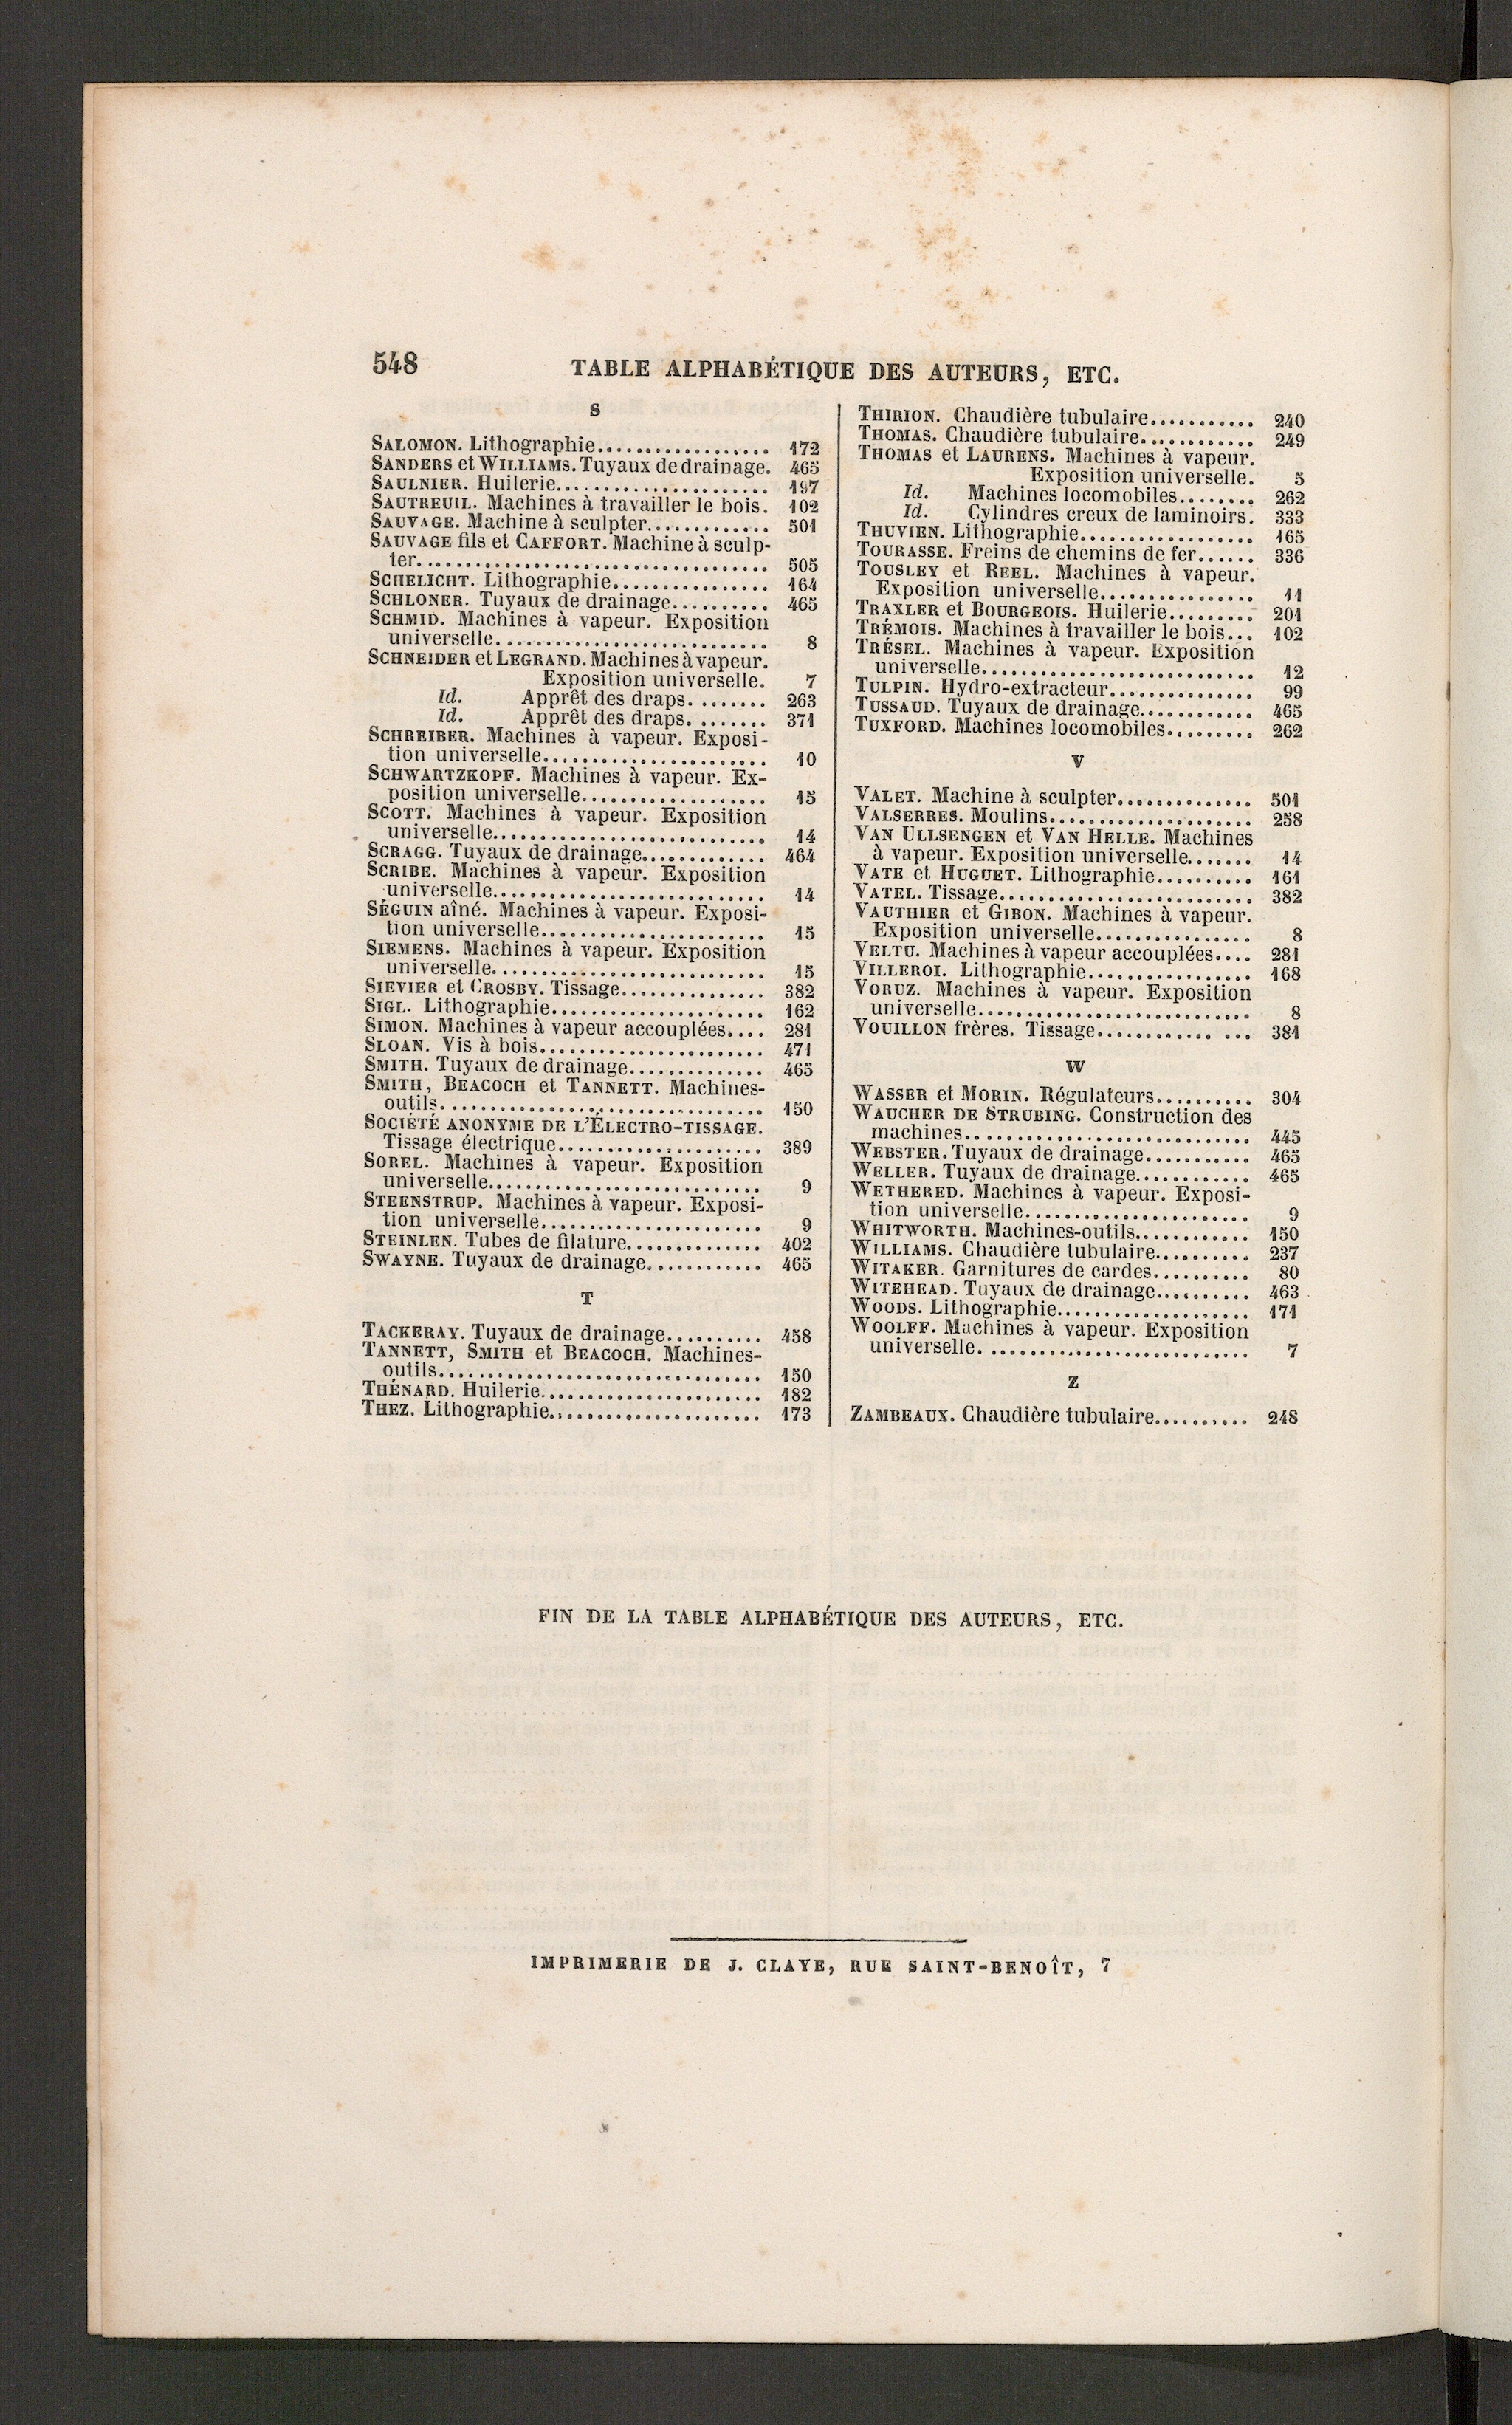 548
TABLE ALPHABÉTIQUE DES AUTEURS, ETC.
S
SALOMON. Lithographie.................. 172
SANDERS et WILLIAMS. Tuyaux de drainage. 465
SAULNIER. Huilerie...................... 197
SAUTREUIL. Machines à travailler le bois. 102
SAUVAGE. Machine à sculpter............. 501
SAUVAGE fils et CAFFORT. Machine à sculp-
ter.................................... 505
SCHELICHT. Lithographie................ 164
SCHLONER. Tuyaux de drainage.......... 465
SCHMID. Machines à vapeur. Exposition
universelle............................ 8
SCHNEIDER et LEGRAND. Machines à vapeur.
Exposition universelle. 7
Id. Apprêt des draps. ....... 263
Id. Apprêt des draps. ....... 371
SCHREIBER. Machines à vapeur. Exposi-
tion universelle....................... 10
SCHWARTZKOPF. Machines à vapeur. Ex-
position universelle................... 15
SCOTT. Machines à vapeur. Exposition
universelle............................ 14
SCRAGG. Tuyaux de drainage............. 464
SCRIBE. Machines à vapeur. Exposition
universelle............................ 14
SÉGUIN aîné. Machines à vapeur. Exposi-
tion universelle....................... 15
SIEMENS. Machines à vapeur. Exposition
universelle............................ 15
SIEVIER et CROSBY. Tissage............... 382
SIGL. Lithographie...................... 162
SIMON. Machines à vapeur accouplées.... 281
SLOAN. Vis à bois....................... 471
SMITH. Tuyaux de drainage.............. 465
SMITH, BEACOCH et TANNETT. Machines-
outils................................. 150
SOCIÉTÉ ANONYME DE L'ÉLECTRO-TISSAGE.
Tissage électrique..................... 389
SOREL. Machines à vapeur. Exposition
universelle............................ 9
STEENSTRUP. Machines à vapeur. Exposi-
tion universelle....................... 9
STEINLEN. Tubes de filature.............. 402
SWAYNE. Tuyaux de drainage............ 465
T
TACKERAY. Tuyaux de drainage.......... 458
TANNETT, SMITH et BEACOCH. Machines-
outils................................. 150
THÉNARD. Huilerie....................... 182
THEZ. Lithographie...................... 173
THIRION. Chaudière tubulaire........... 240
THOMAS. Chaudière tubulaire............ 249
THOMAS et LAURENS. Machines à vapeur.
Exposition universelle. 5
Id. Machines locomobiles........ 262
Id. Cylindres creux de laminoirs. 333
THUVIEN. Lithographie.................. 165
TOURASSE. Freins de chemins de fer...... 336
TOUSLEY et REEL. Machines à vapeur.
Exposition universelle................ 11
TRAXLER et BOURGEOIS. Huilerie......... 201
TRÉMOIS. Machines à travailler le bois... 102
TRÉSEL. Machines à vapeur. Exposition
universelle............................ 12
TULPIN. Hydro-extracteur............... 99
TUSSAUD. Tuyaux de drainage............ 465
TUXFORD. Machines locomobiles......... 262
V
VALET. Machine à sculpter.............. 501
VALSERRES. Moulins..................... 258
VAN ULLSENGEN et VAN HELLE. Machines
à vapeur. Exposition universelle....... 14
VATE et HUGUET. Lithographie.......... 161
VATEL. Tissage.......................... 382
VAUTHIER et GIBON. Machines à vapeur.
Exposition universelle................ 8
VELTU. Machines à vapeur accouplées.... 281
VILLEROI. Lithographie................. 168
VORUZ. Machines à vapeur. Exposition
universelle............................ 8
VOUILLON frères. Tissage............ ... 381
W
WASSER et MORIN. Régulateurs.......... 304
WAUCHER DE STRUBING. Construction des
machines.............................. 445
WEBSTER. Tuyaux de drainage........... 465
WELLER. Tuyaux de drainage............ 465
WETHERED. Machines à vapeur. Exposi-
tion universelle....................... 9
WHITWORTH. Machines-outils............ 150
WILLIAMS. Chaudière tubulaire.......... 237
WITAKER. Garnitures de cardes.......... 80
WITEHEAD. Tuyaux de drainage.......... 463
WOODS. Lithographie.................... 171
WOOLFF. Machines à vapeur. Exposition
universelle. .......................... 7
Z
ZAMBEAUX. Chaudière tubulaire.......... 248
FIN DE LA TABLE ALPHABÉTIQUE DES AUTEURS, ETC.
IMPRIMERIE DE J. CLAYE, RUE SAINT-BENOÎT, 7